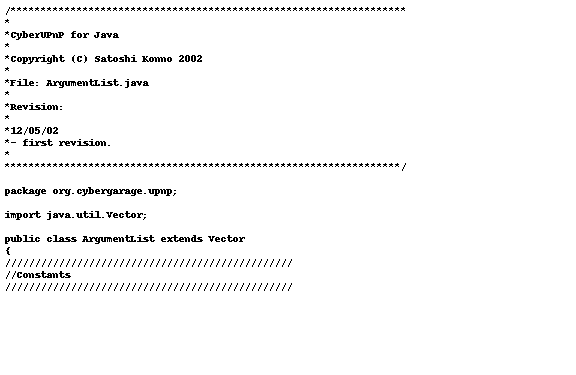 /******************************************************************
*
*CyberUPnP for Java
*
*Copyright (C) Satoshi Konno 2002
*
*File: ArgumentList.java
*
*Revision:
*
*12/05/02
*- first revision.
*
******************************************************************/
package org.cybergarage.upnp;
import java.util.Vector;
public class ArgumentList extends Vector
{
////////////////////////////////////////////////
//Constants
////////////////////////////////////////////////